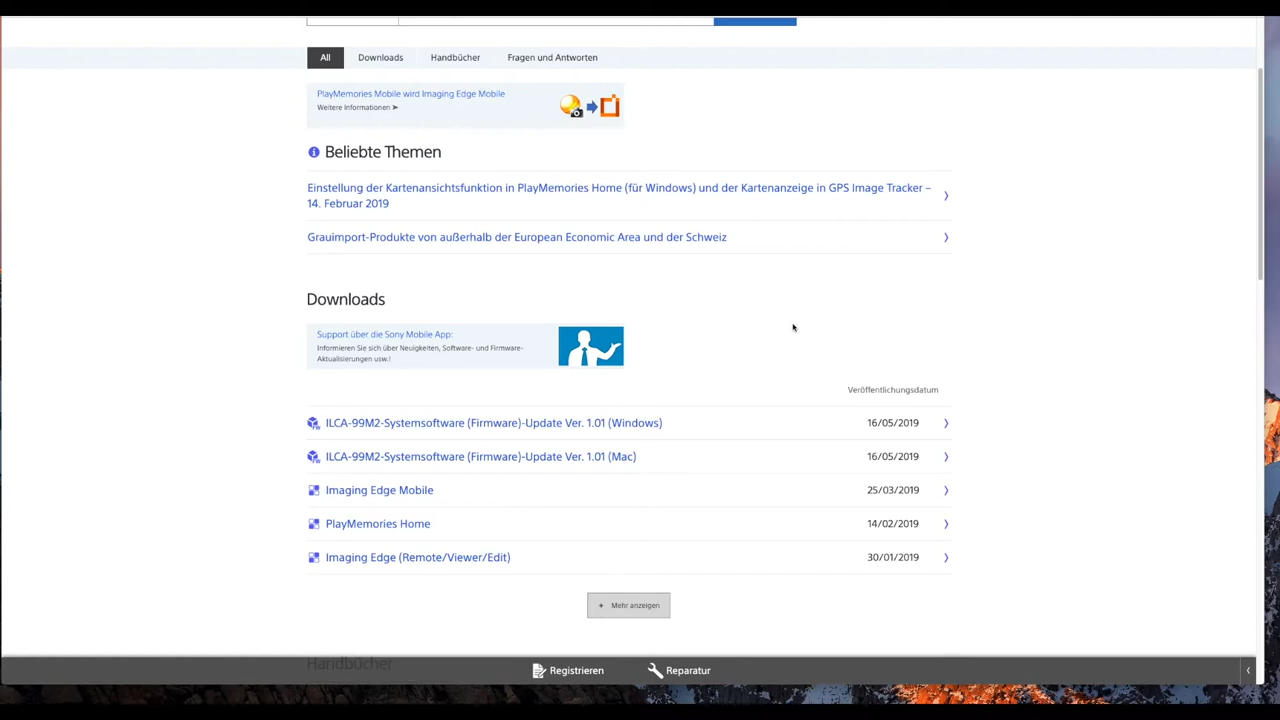 All
Downloads
Handbücher
Fragen und Antworten
PlayMemories Mobile wird Imaging Edge Mobile
Weitere Informationen ➤
Beliebte Themen
Einstellung der Kartenansichtsfunktion in PlayMemories Home (für Windows) und der Kartenanzeige in GPS Image Tracker –
14. Februar 2019
Grauimport-Produkte von außerhalb der European Economic Area und der Schweiz
Downloads
Support über die Sony Mobile App:
Informieren Sie sich über Neuigkeiten, Software- und Firmware-
Aktualisierungen usw.!
Veröffentlichungsdatum
ILCA-99M2-Systemsoftware (Firmware)-Update Ver. 1.01 (Windows) 16/05/2019
ILCA-99M2-Systemsoftware (Firmware)-Update Ver. 1.01 (Mac) 16/05/2019
Imaging Edge Mobile 25/03/2019
PlayMemories Home 14/02/2019
Imaging Edge (Remote/Viewer/Edit) 30/01/2019
+ Mehr anzeigen
Handbücher
Registrieren
Reparatur